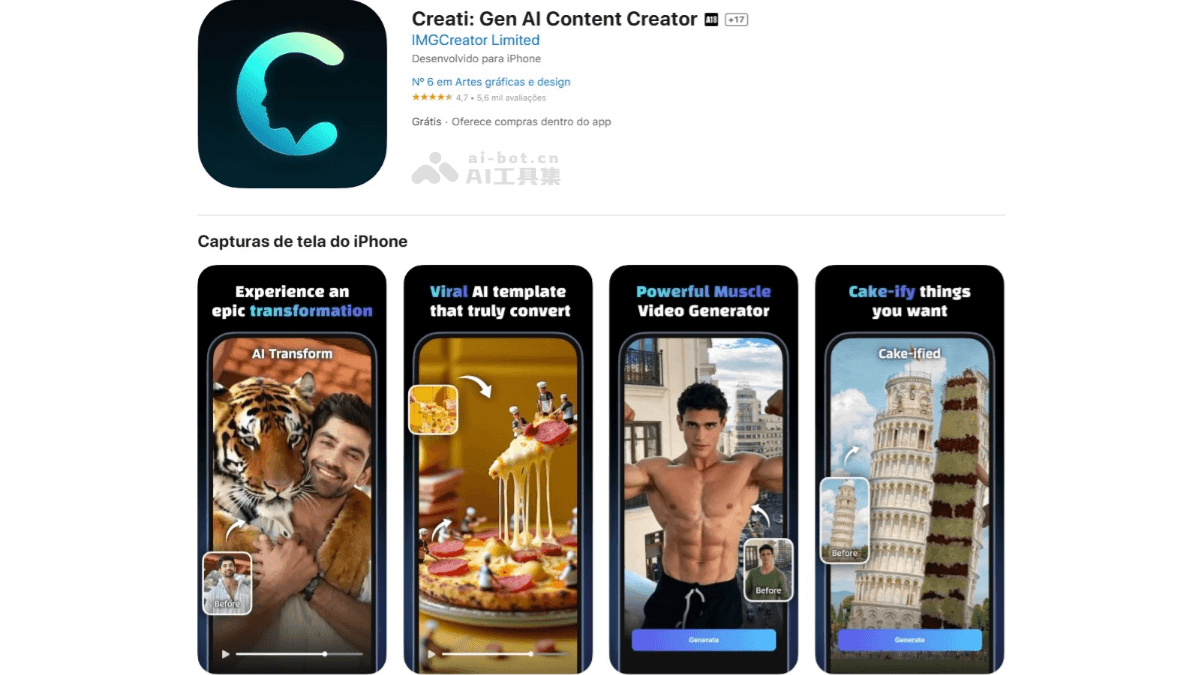 Creati: Gen AI Content Creator A18 +17
IMGCreator Limited
Desenvolvido para iPhone
Nº 6 em Artes gráficas e design
★★★★★ 4,7 • 5,6 mil avaliações
Grátis · Oferece compras dentro do app
ai-bot.cn
AI工具集
Capturas de tela do iPhone
Experience an
epic transformation
AI Transform
Before
Viral AI template
that truly convert
Powerful Muscle
Video Generator
Before
Generate
Cake-ify things
you want
Cake-ified
Before
Generate